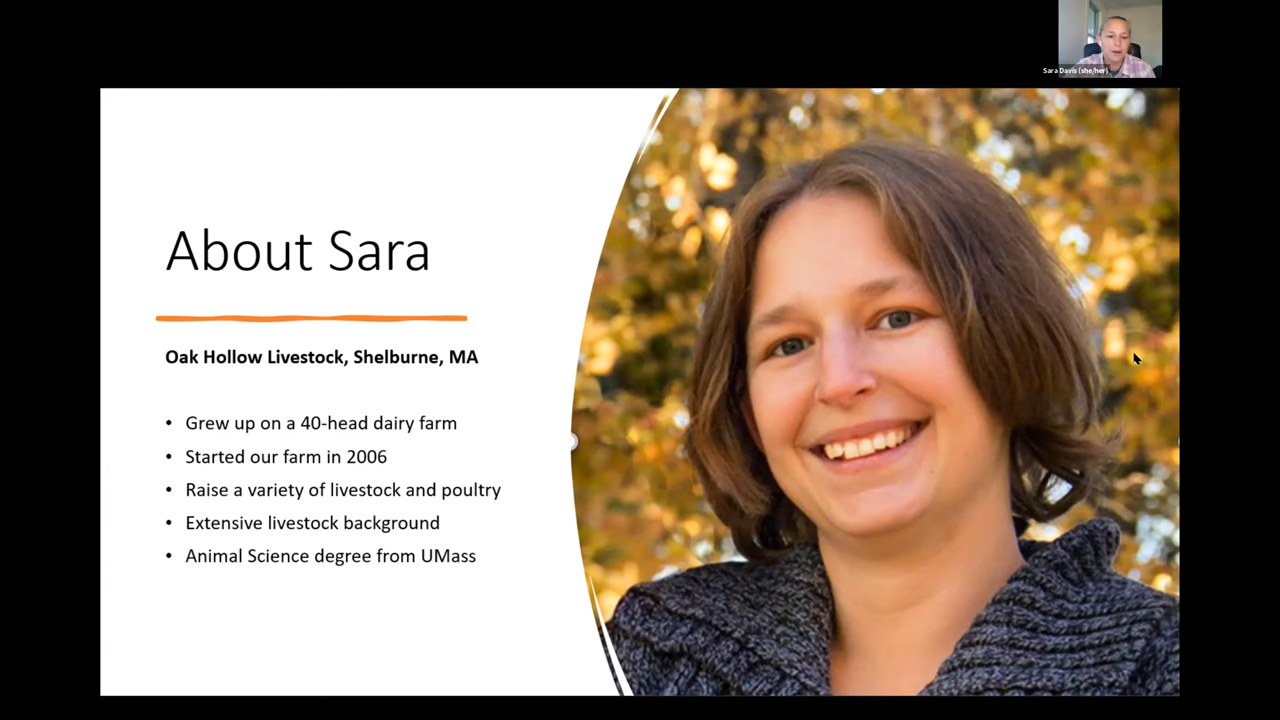 Sara Davis (she/her)
About Sara
Oak Hollow Livestock, Shelburne, MA
• Grew up on a 40-head dairy farm
• Started our farm in 2006
• Raise a variety of livestock and poultry
• Extensive livestock background
• Animal Science degree from UMass